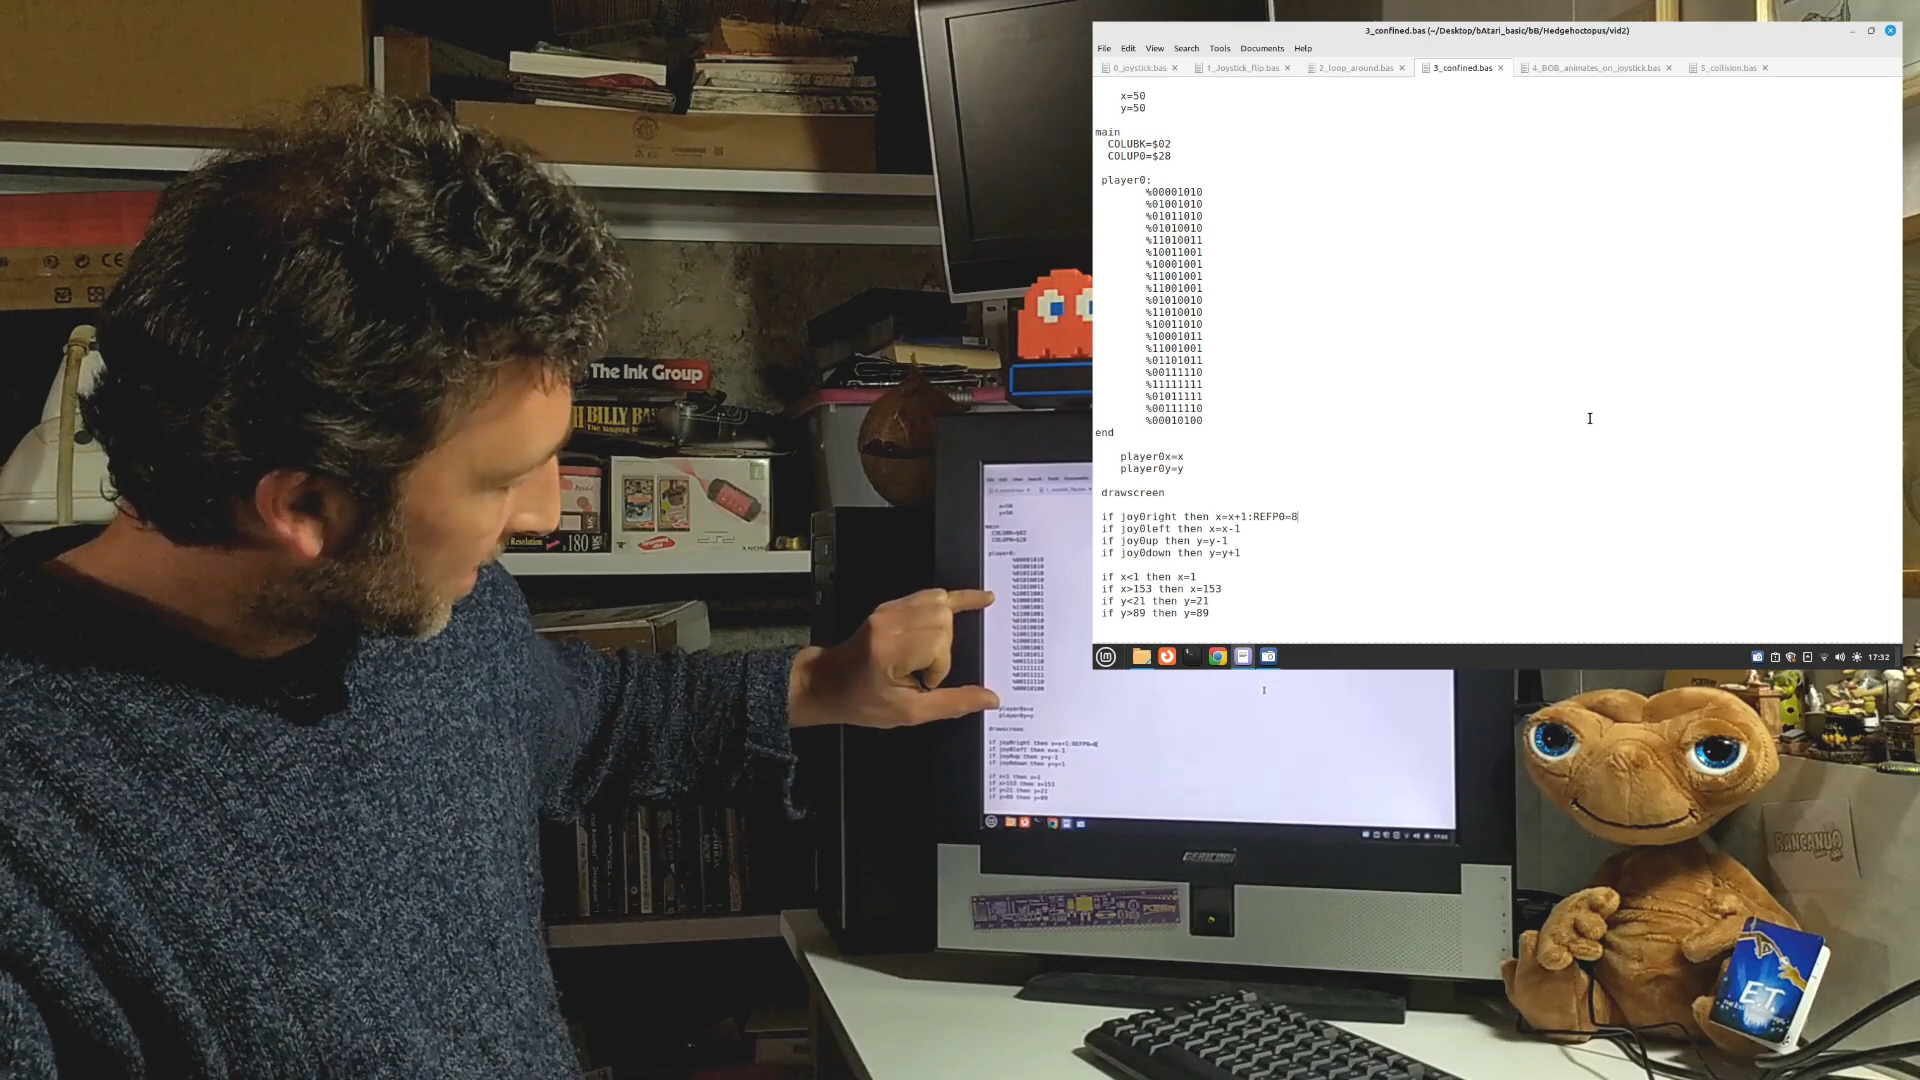 3_confined.bas (~/Desktop/bAtari_basic/bB/Hedgehoctopus/vid2)
File Edit View Search Tools Documents Help
0_joystick.bas
1_Joystick_flip.bas
2_loop_around.bas
3_confined.bas
4_BOB_animates_on_joystick.bas
5_collision.bas
x=50
y=50
main
COLUBK=$02
COLUP0=$28
player0:
%00001010
%01001010
%01011010
%01010010
%11010011
%10011001
%10001001
%11001001
%11001001
%01010010
%11010010
%10011010
%10001011
%11001001
%01101011
%00111110
%11111111
%01011111
%00111110
%00010100
end
player0x=x
player0y=y
drawscreen
if joy0right then x=x+1:REFP0=8
if joy0left then x=x-1
if joy0up then y=y-1
if joy0down then y=y+1
if x<1 then x=1
if x>153 then x=153
if y<21 then y=21
if y>89 then y=89
17:32
The Ink Group
BILLY BA
180
SONY
GERICOM
E.T.
RANCANUO